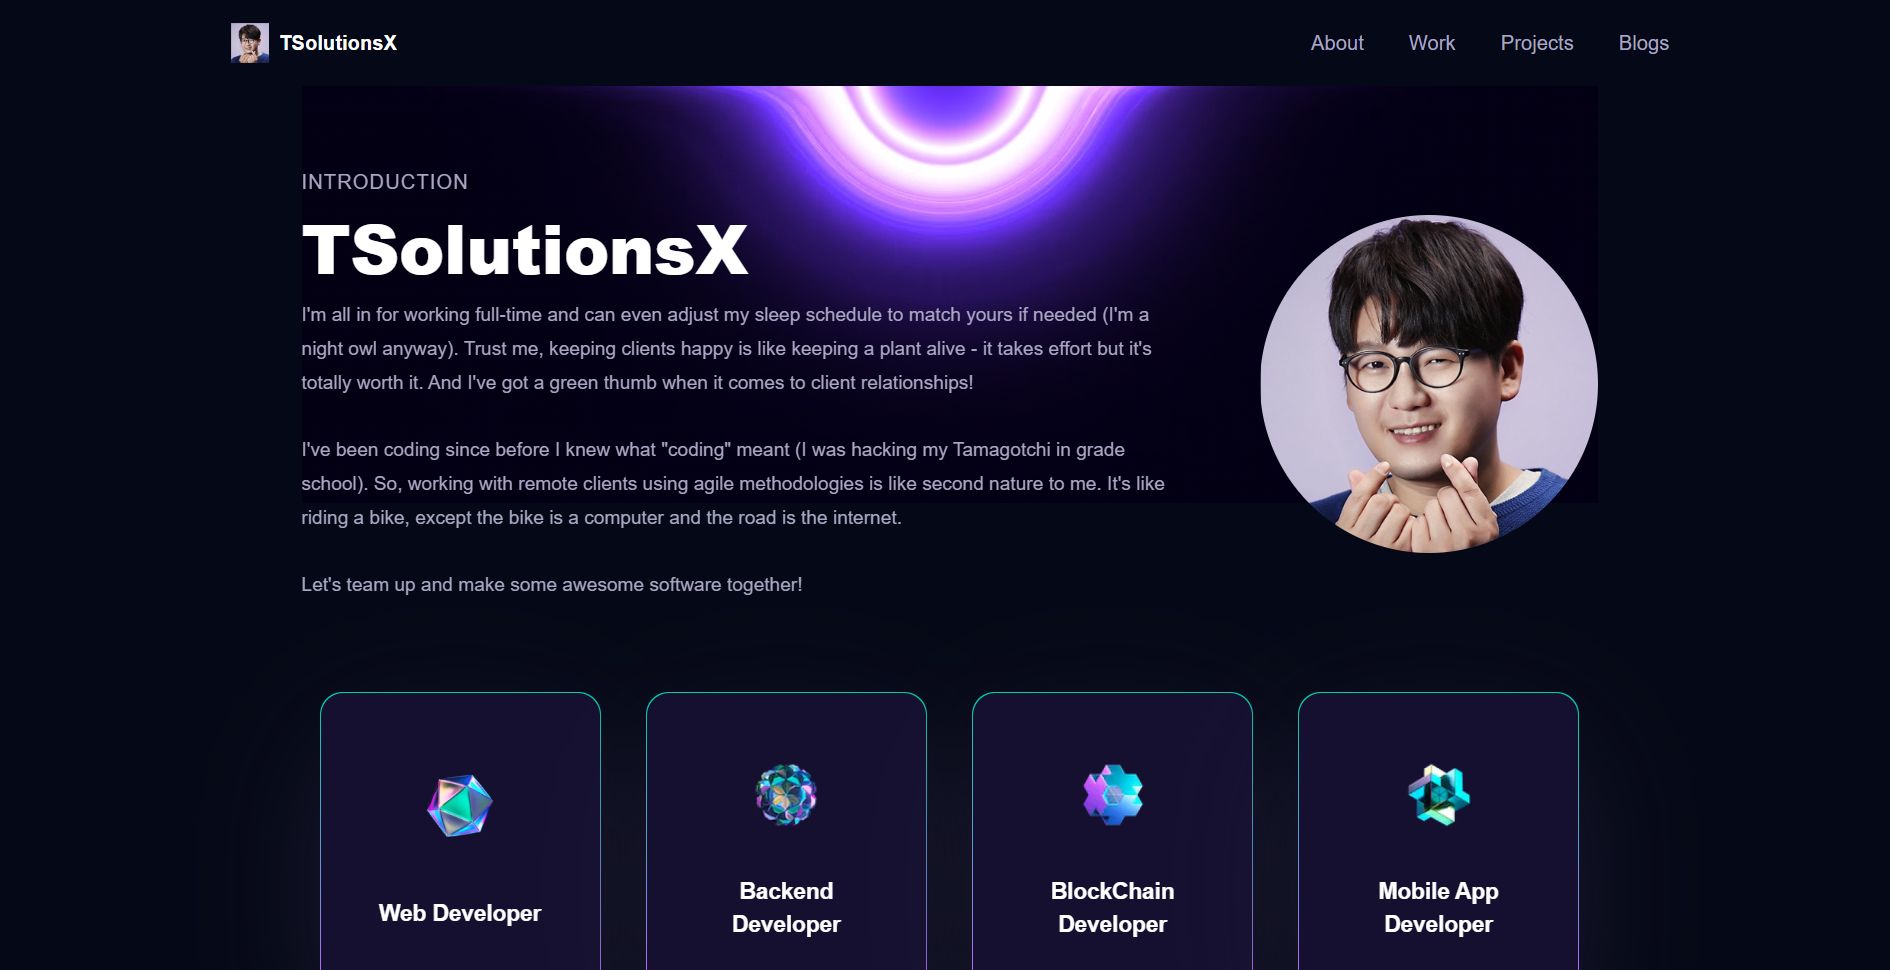 TSolutionsX
About Work Projects Blogs
INTRODUCTION
TSolutionsX
I'm all in for working full-time and can even adjust my sleep schedule to match yours if needed (I'm a
night owl anyway). Trust me, keeping clients happy is like keeping a plant alive - it takes effort but it's
totally worth it. And I've got a green thumb when it comes to client relationships!
I've been coding since before I knew what "coding" meant (I was hacking my Tamagotchi in grade
school). So, working with remote clients using agile methodologies is like second nature to me. It's like
riding a bike, except the bike is a computer and the road is the internet.
Let's team up and make some awesome software together!
Web Developer
Backend
Developer
BlockChain
Developer
Mobile App
Developer